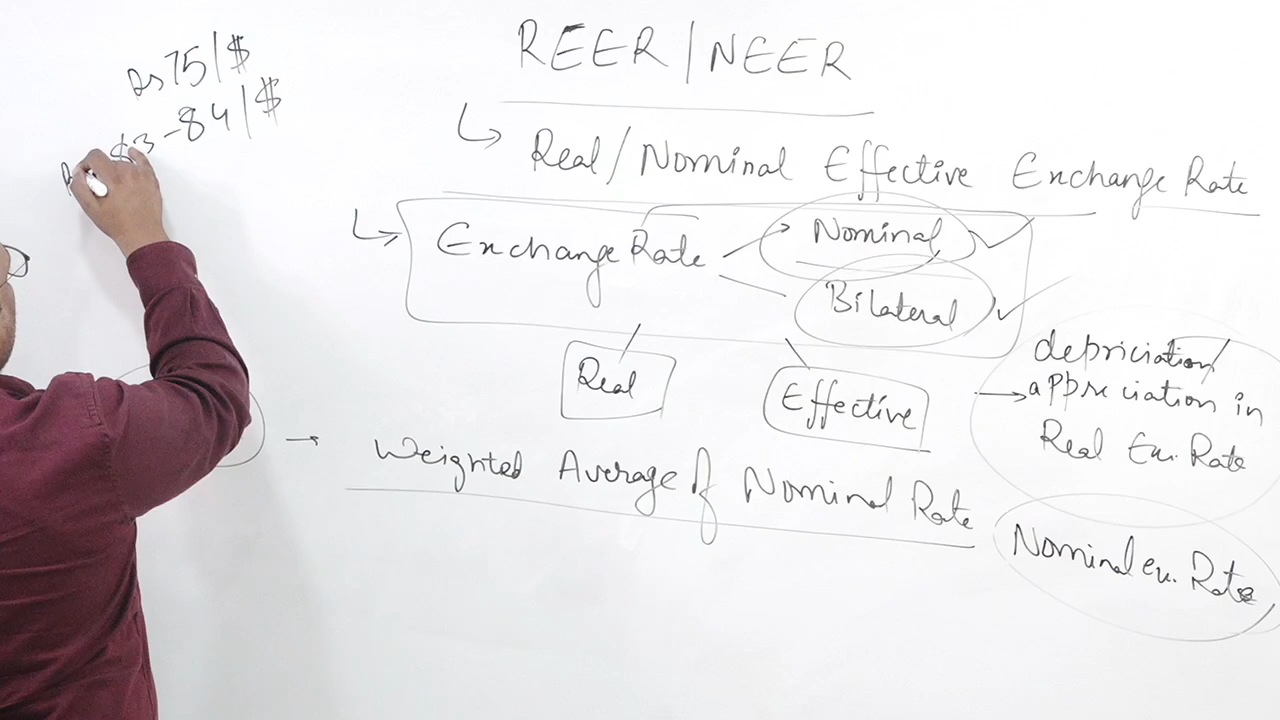 REER/NEER
Rs 75/$
83-84/$
Real/Nominal Effective Exchange Rate
Exchange Rate
Nominal
Bilateral
Real
Effective
depriciation/
appreciation in
Real Ex. Rate
Weighted Average of Nominal Rate
Nominal ex. Rate